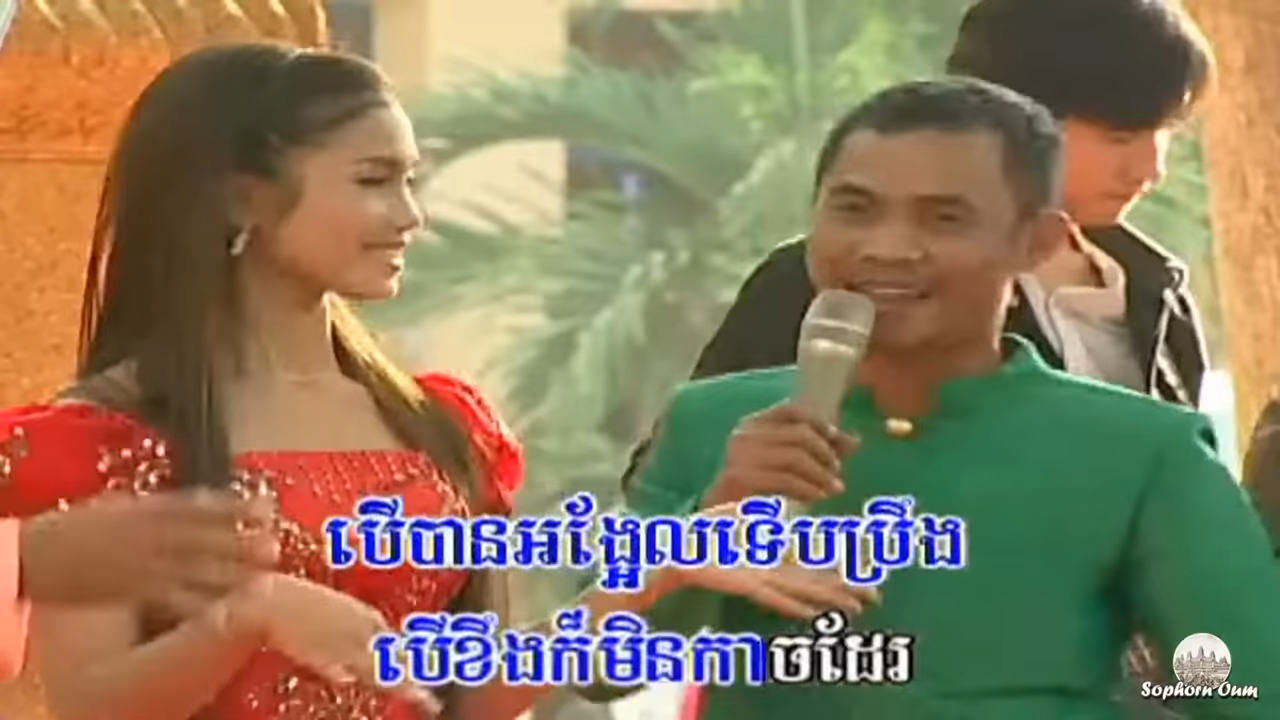 បើបានអង្អែលទើបប្រឹង
បើខឹងក៏មិនកាចដែរ
Sophorn Oum